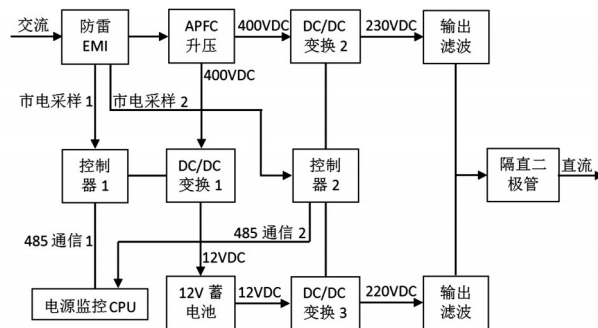 交流
防雷
EMI
APFC
升压
400VDC
DC/DC
变换 2
230VDC
输出
滤波
400VDC
市电采样 1
市电采样 2
控制
器 1
DC/DC
变换 1
控制
器 2
隔直二
极管
直流
485 通信 1
485 通信 2
12VDC
电源监控 CPU
12V 蓄
电池
12VDC
DC/DC
变换 3
220VDC
输出
滤波